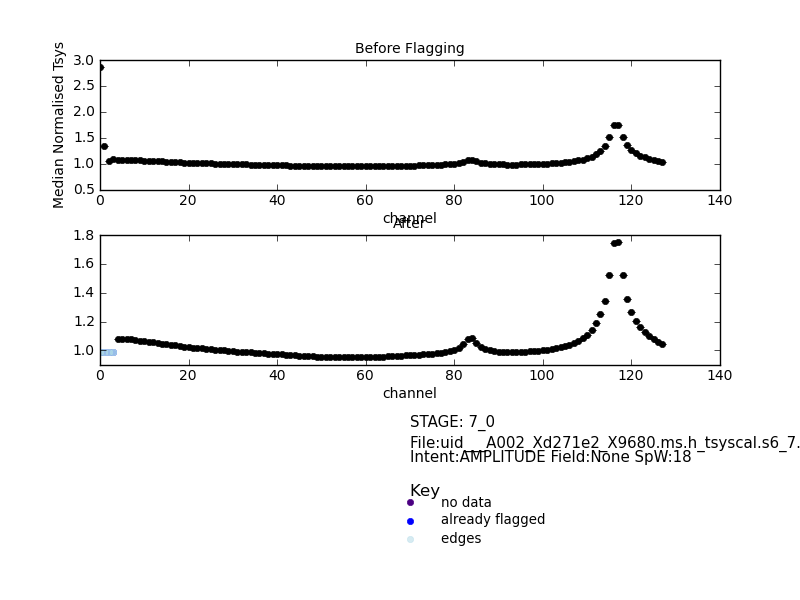 Before Flagging
Median Normalised Tsys
3.0
2.5
2.0
1.5
1.0
0.5
0 20 40 60 80 100 120 140
channel
After
1.8
1.6
1.4
1.2
1.0
0 20 40 60 80 100 120 140
channel
STAGE: 7_0
File:uid___A002_Xd271e2_X9680.ms.h_tsyscal.s6_7.
Intent:AMPLITUDE Field:None SpW:18
Key
no data
already flagged
edges